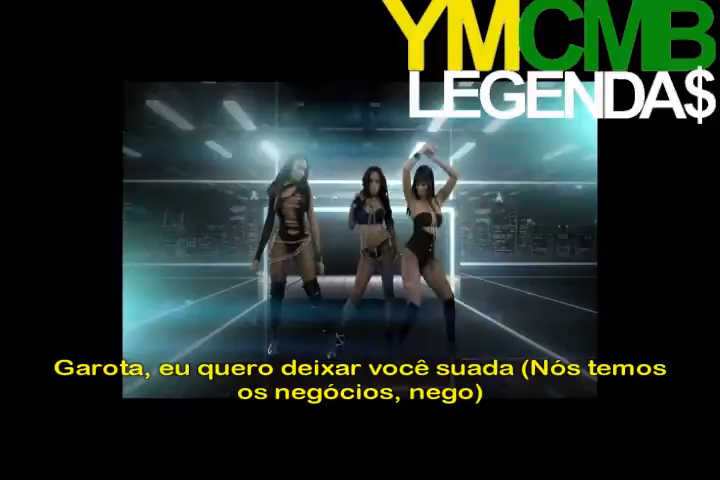 YMCMB
LEGENDA$
Garota, eu quero deixar você suada (Nós temos
os negócios, nego)